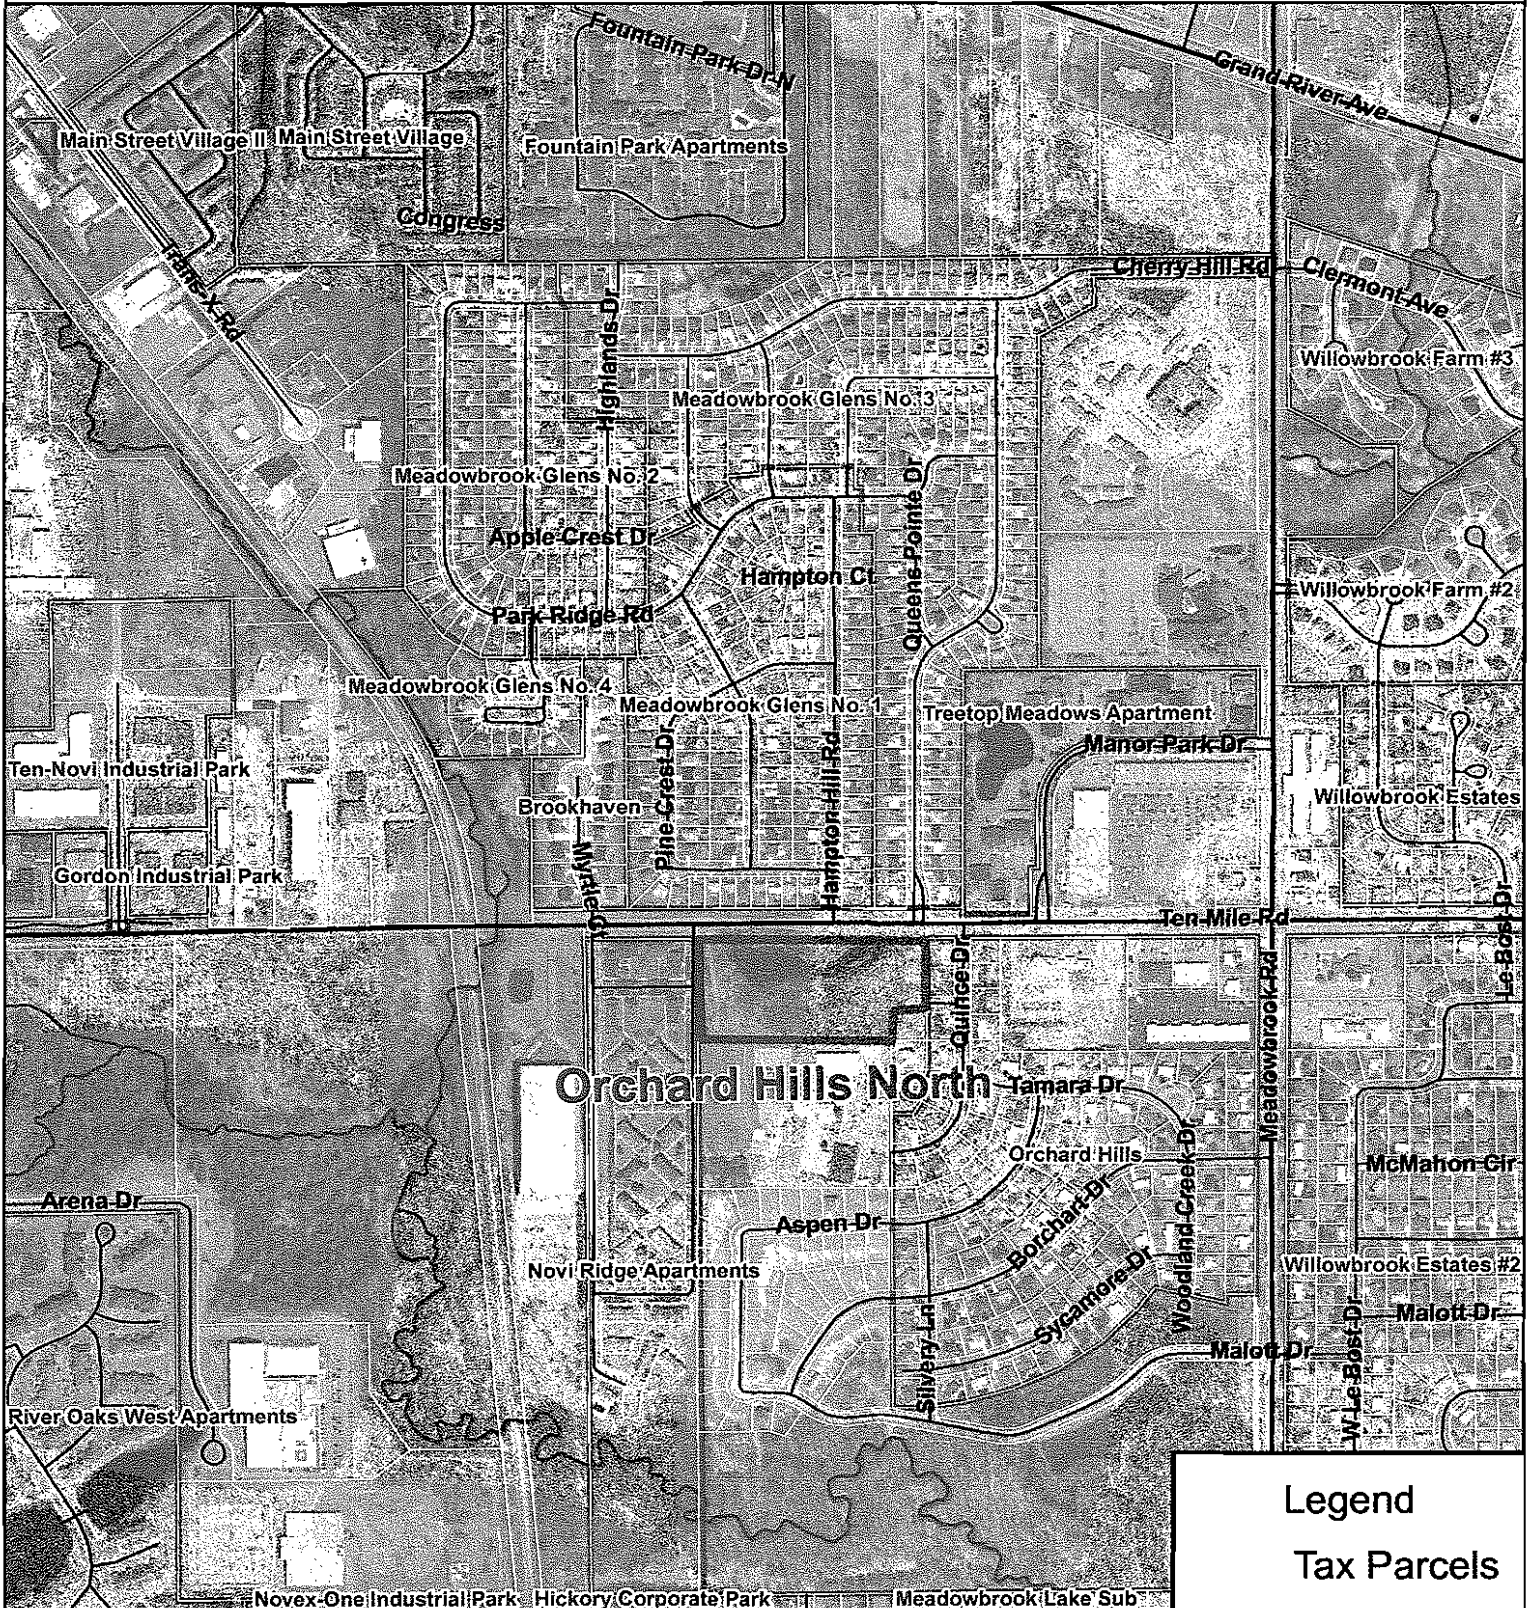 Fountain Park Dr N
Grand River Ave
Main Street Village II
Main Street Village
Fountain Park Apartments
Congress
Trans-X Rd
Cherry Hill Rd
Clermont Ave
Highlands Dr
Willowbrook Farm #3
Meadowbrook Glens No. 3
Meadowbrook Glens No. 2
Queens Pointe Dr
Apple Crest Dr
Hampton Ct
Willowbrook Farm #2
Park Ridge Rd
Meadowbrook Glens No. 4
Meadowbrook Glens No. 1
Treetop Meadows Apartment
Manor Park Dr
Ten-Novi Industrial Park
Pine Crest Dr
Hampton Hill Rd
Brookhaven
Willowbrook Estates
Myrtle Ct
Gordon Industrial Park
Ten Mile Rd
Le Bost Dr
Quince Dr
Meadowbrook Rd
Orchard Hills North
Tamara Dr
Orchard Hills
McMahon Cir
Arena Dr
Aspen Dr
Borchart Dr
Woodland Creek Dr
Novi Ridge Apartments
Sycamore Dr
Willowbrook Estates #2
Silvery Ln
Malott Dr
Malott Dr
W Le Bost Dr
River Oaks West Apartments
Legend
Tax Parcels
Novex-One Industrial Park
Hickory Corporate Park
Meadowbrook Lake Sub